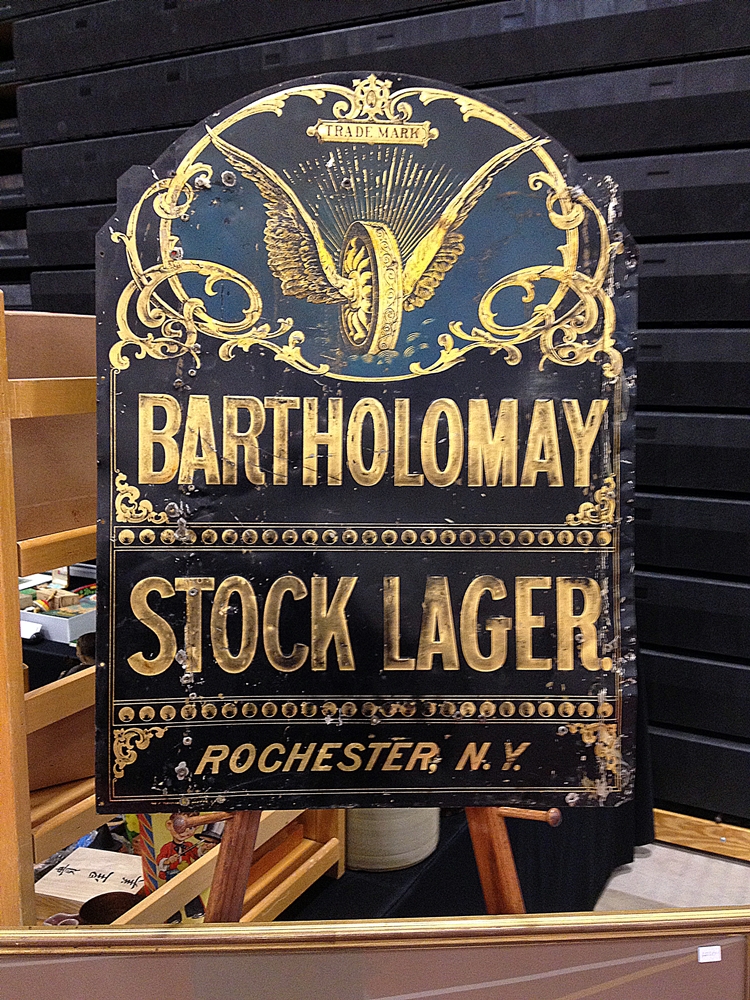 TRADE MARK
BARTHOLOMAY
STOCK LAGER.
ROCHESTER, N.Y.